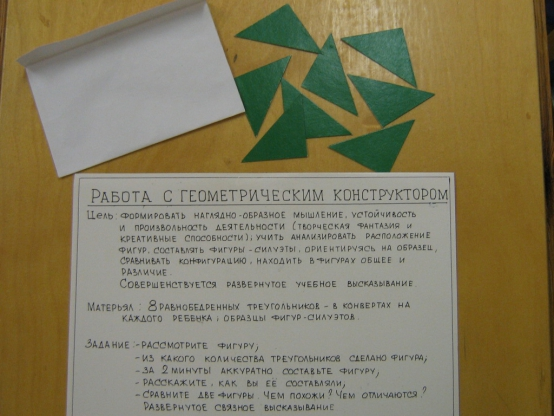 РАБОТА С ГЕОМЕТРИЧЕСКИМ КОНСТРУКТОРОМ
ЦЕЛЬ: ФОРМИРОВАТЬ НАГЛЯДНО-ОБРАЗНОЕ МЫШЛЕНИЕ, УСТОЙЧИВОСТЬ
И ПРОИЗВОЛЬНОСТЬ ДЕЯТЕЛЬНОСТИ (ТВОРЧЕСКАЯ ФАНТАЗИЯ И
КРЕАТИВНЫЕ СПОСОБНОСТИ); УЧИТЬ АНАЛИЗИРОВАТЬ РАСПОЛОЖЕНИЕ
ФИГУР, СОСТАВЛЯТЬ ФИГУРЫ-СИЛУЭТЫ, ОРИЕНТИРУЯСЬ НА ОБРАЗЕЦ,
СРАВНИВАТЬ КОНФИГУРАЦИЮ, НАХОДИТЬ В ФИГУРАХ ОБЩЕЕ И
РАЗЛИЧИЕ.
СОВЕРШЕНСТВУЕТСЯ РАЗВЕРНУТОЕ УЧЕБНОЕ ВЫСКАЗЫВАНИЕ.
МАТЕРЬЯЛ: 8 РАВНОБЕДРЕННЫХ ТРЕУГОЛЬНИКОВ - В КОНВЕРТАХ НА
КАЖДОГО РЕБЕНКА; ОБРАЗЦЫ ФИГУР-СИЛУЭТОВ.
ЗАДАНИЕ: -РАССМОТРИТЕ ФИГУРУ;
-ИЗ КАКОГО КОЛИЧЕСТВА ТРЕУГОЛЬНИКОВ СДЕЛАНО ФИГУРА;
-ЗА 2 МИНУТЫ АККУРАТНО СОСТАВЬТЕ ФИГУРУ;
-РАССКАЖИТЕ, КАК ВЫ ЕЕ СОСТАВЛЯЛИ;
-СРАВНИТЕ ДВЕ ФИГУРЫ. ЧЕМ ПОХОЖИ? ЧЕМ ОТЛИЧАЮТСЯ?
РАЗВЕРНУТОЕ СВЯЗНОЕ ВЫСКАЗЫВАНИЕ